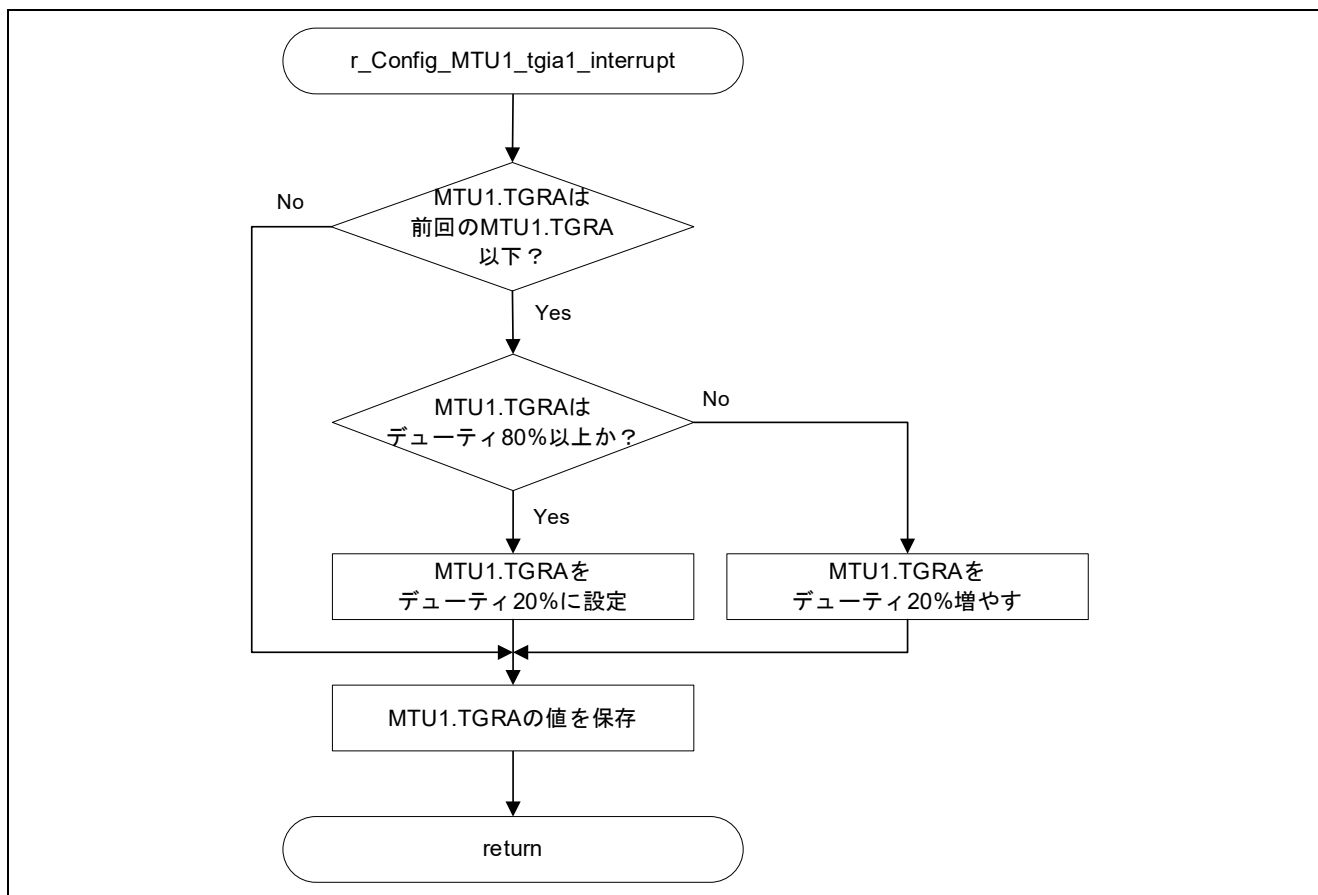 r_Config_MTU1_tgia1_interrupt
No
MTU1.TGRAは
前回のMTU1.TGRA
以下？
Yes
MTU1.TGRAは
デューティ80%以上か？
No
Yes
MTU1.TGRAを
デューティ20%に設定
MTU1.TGRAを
デューティ20%増やす
MTU1.TGRAの値を保存
return